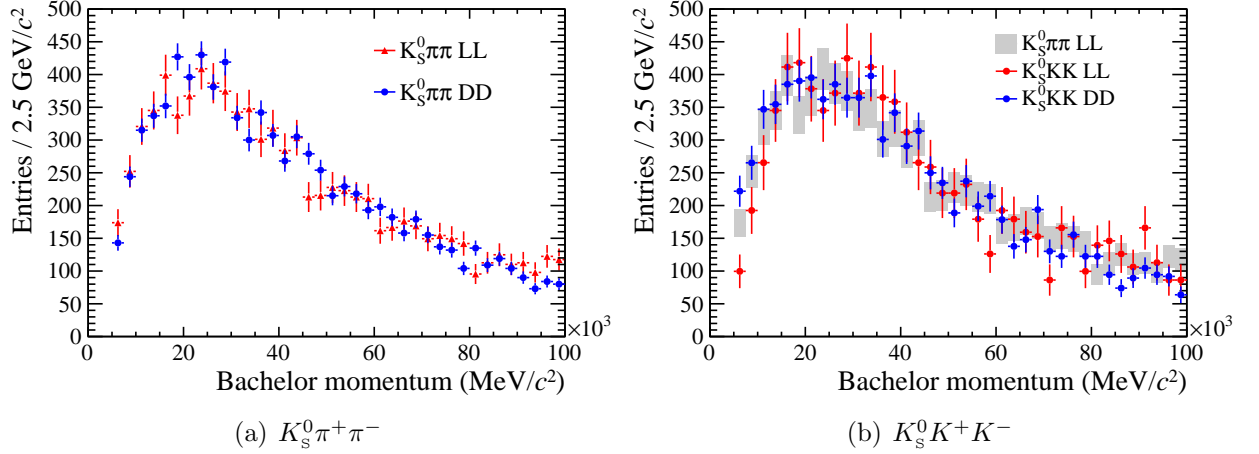 Entries / 2.5 GeV/c²
500
450
400
350
300
250
200
150
100
50
0
K⁰Sππ LL
K⁰Sππ DD
0 20 40 60 80 100
×10³
Bachelor momentum (MeV/c²)
(a) K⁰Sπ⁺π⁻
Entries / 2.5 GeV/c²
500
450
400
350
300
250
200
150
100
50
0
K⁰Sππ LL
K⁰SKK LL
K⁰SKK DD
0 20 40 60 80 100
×10³
Bachelor momentum (MeV/c²)
(b) K⁰SK⁺K⁻